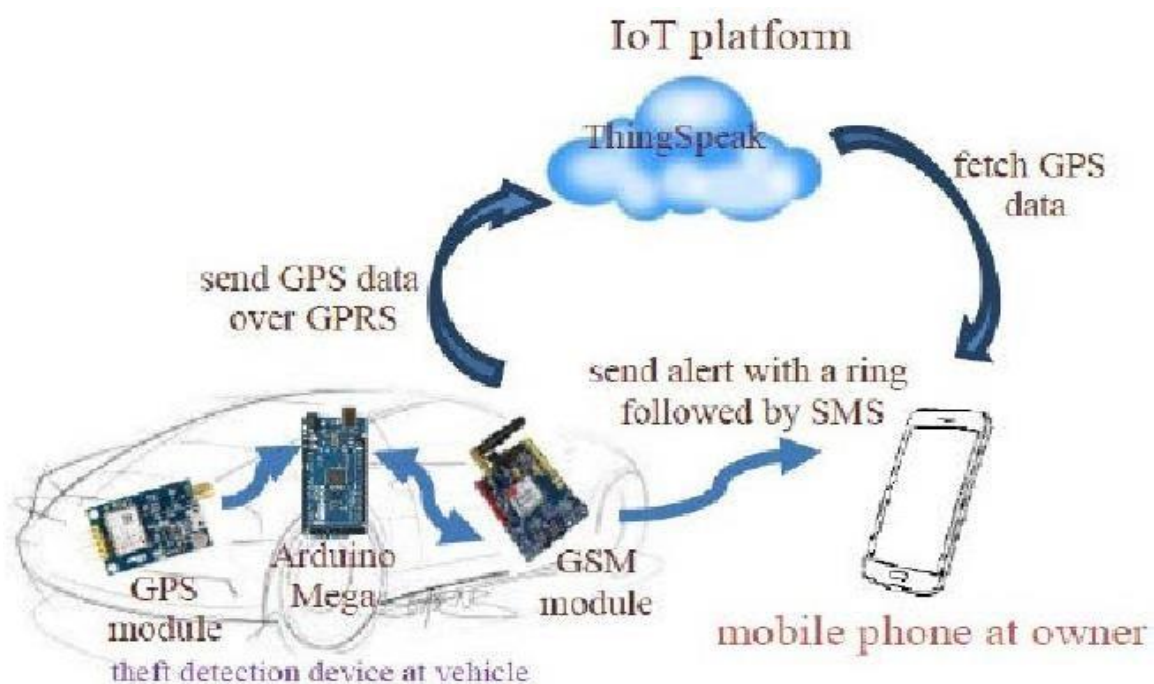 IoT platform
ThingSpeak
fetch GPS
data
send GPS data
over GPRS
send alert with a ring
followed by SMS
Arduino
Mega
GPS
module
GSM
module
mobile phone at owner
theft detection device at vehicle